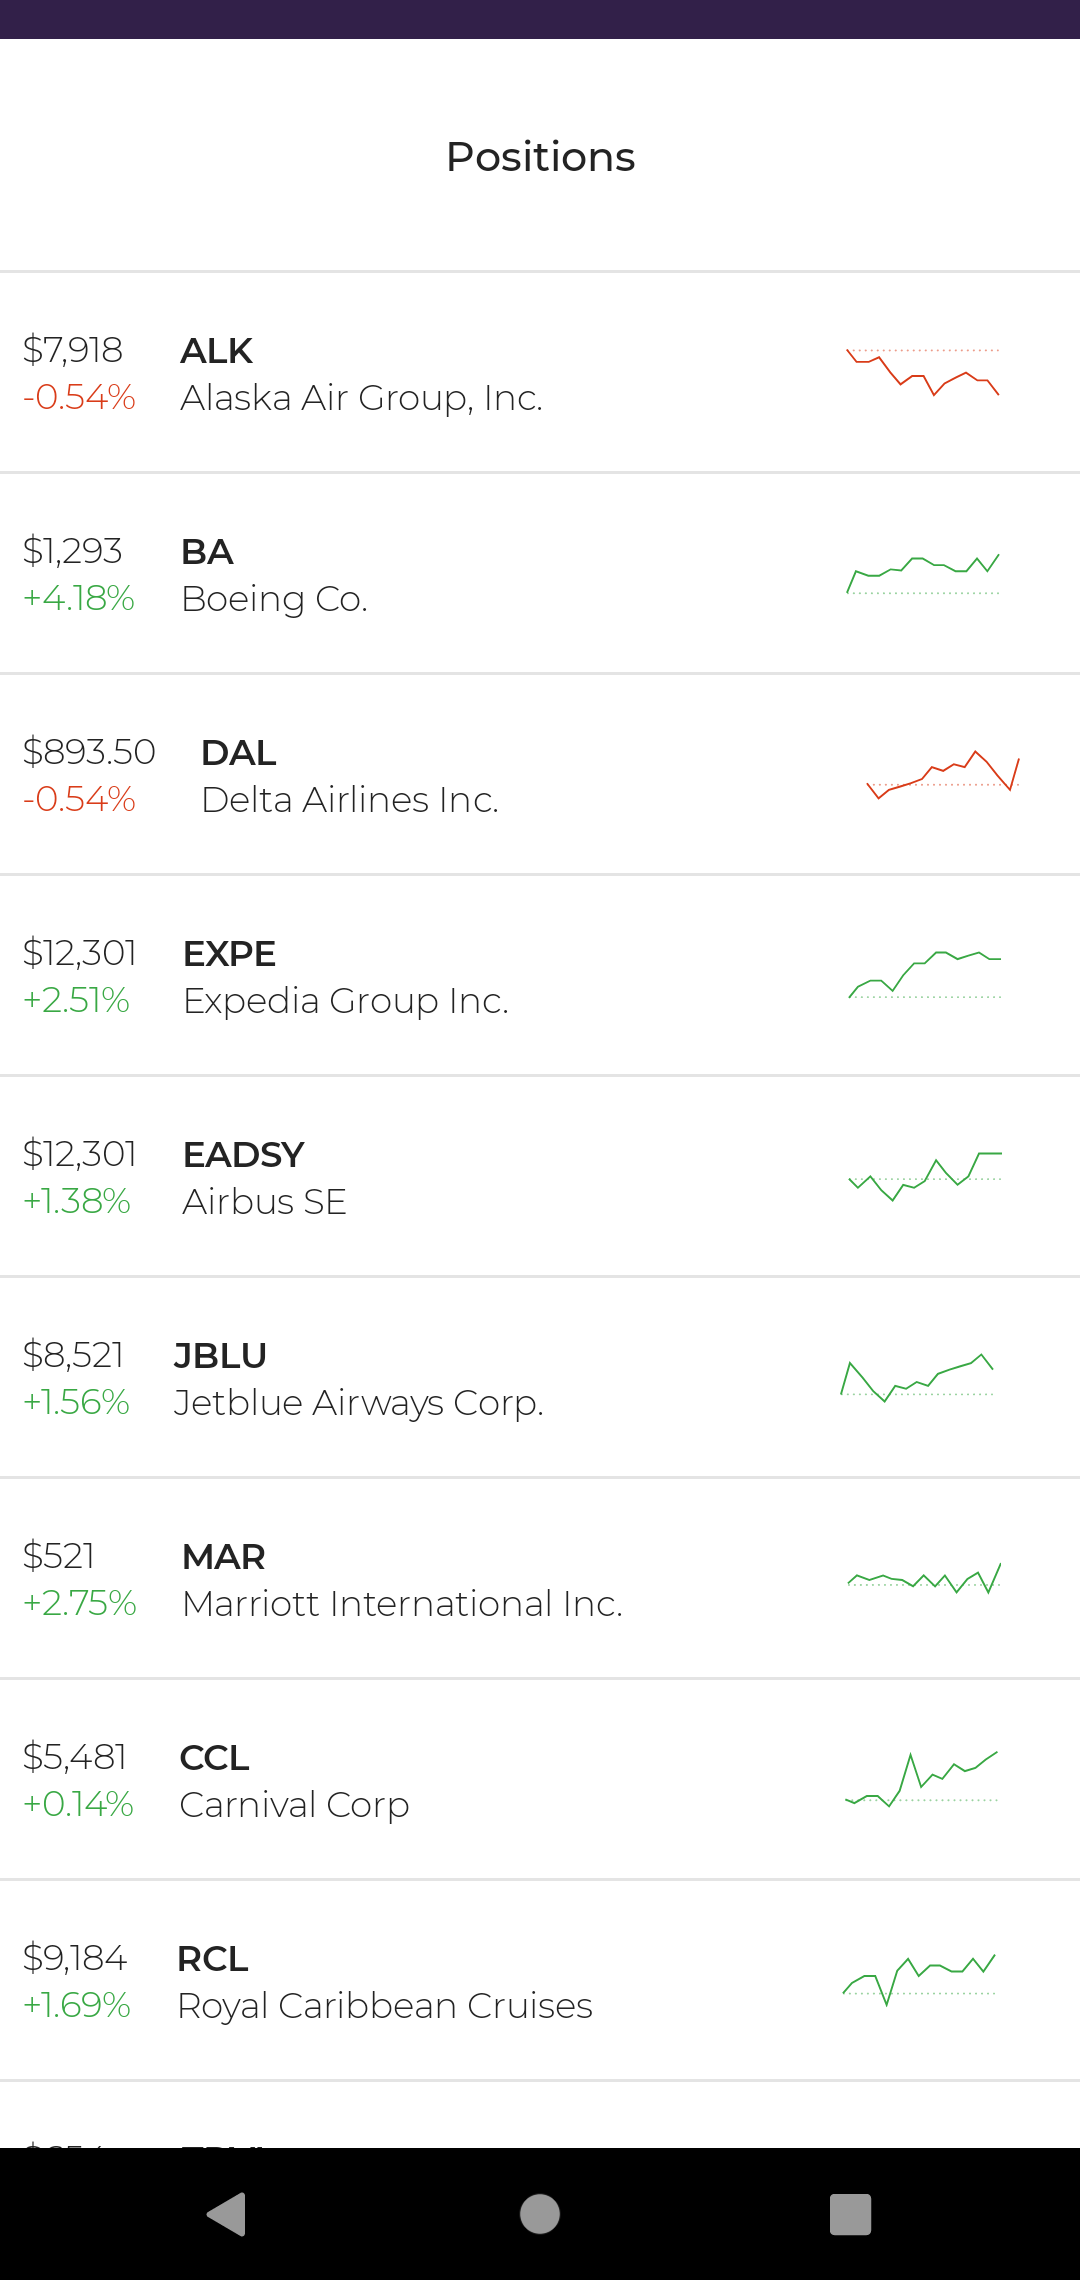 Positions
$7,918 ALK
-0.54% Alaska Air Group, Inc.
$1,293 BA
+4.18% Boeing Co.
$893.50 DAL
-0.54% Delta Airlines Inc.
$12,301 EXPE
+2.51% Expedia Group Inc.
$12,301 EADSY
+1.38% Airbus SE
$8,521 JBLU
+1.56% Jetblue Airways Corp.
$521 MAR
+2.75% Marriott International Inc.
$5,481 CCL
+0.14% Carnival Corp
$9,184 RCL
+1.69% Royal Caribbean Cruises